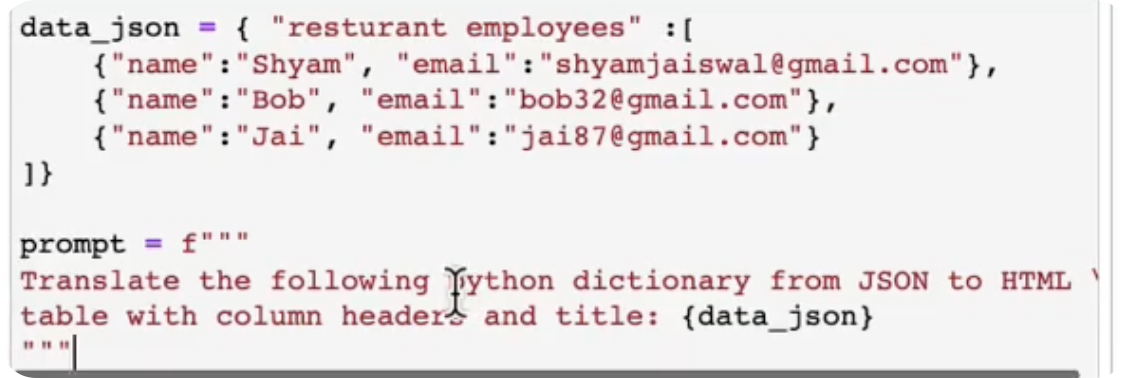 data_json = { "resturant employees" :[
    {"name":"Shyam", "email":"shyamjaiswal@gmail.com"},
    {"name":"Bob", "email":"bob32@gmail.com"},
    {"name":"Jai", "email":"jai87@gmail.com"}
]}

prompt = f"""
Translate the following python dictionary from JSON to HTML \
table with column headers and title: {data_json}
"""